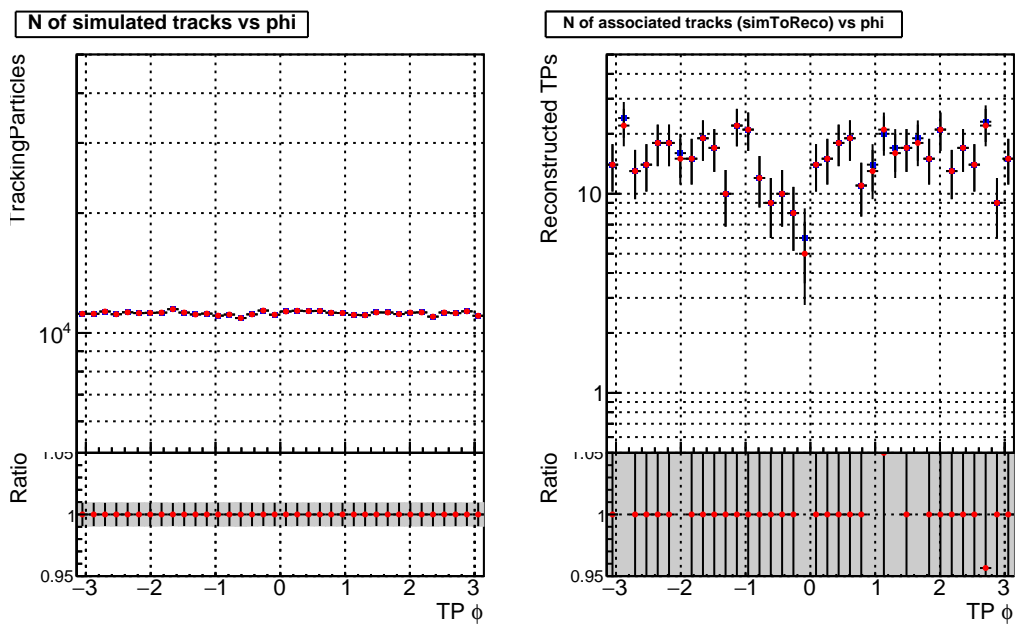 N of simulated tracks vs phi
TrackingParticles
10⁴
1.05
Ratio
1
0.95
−3 −2 −1 0 1 2 3
TP ϕ
N of associated tracks (simToReco) vs phi
Reconstructed TPs
10
1
1.05
Ratio
1
0.95
−3 −2 −1 0 1 2 3
TP ϕ